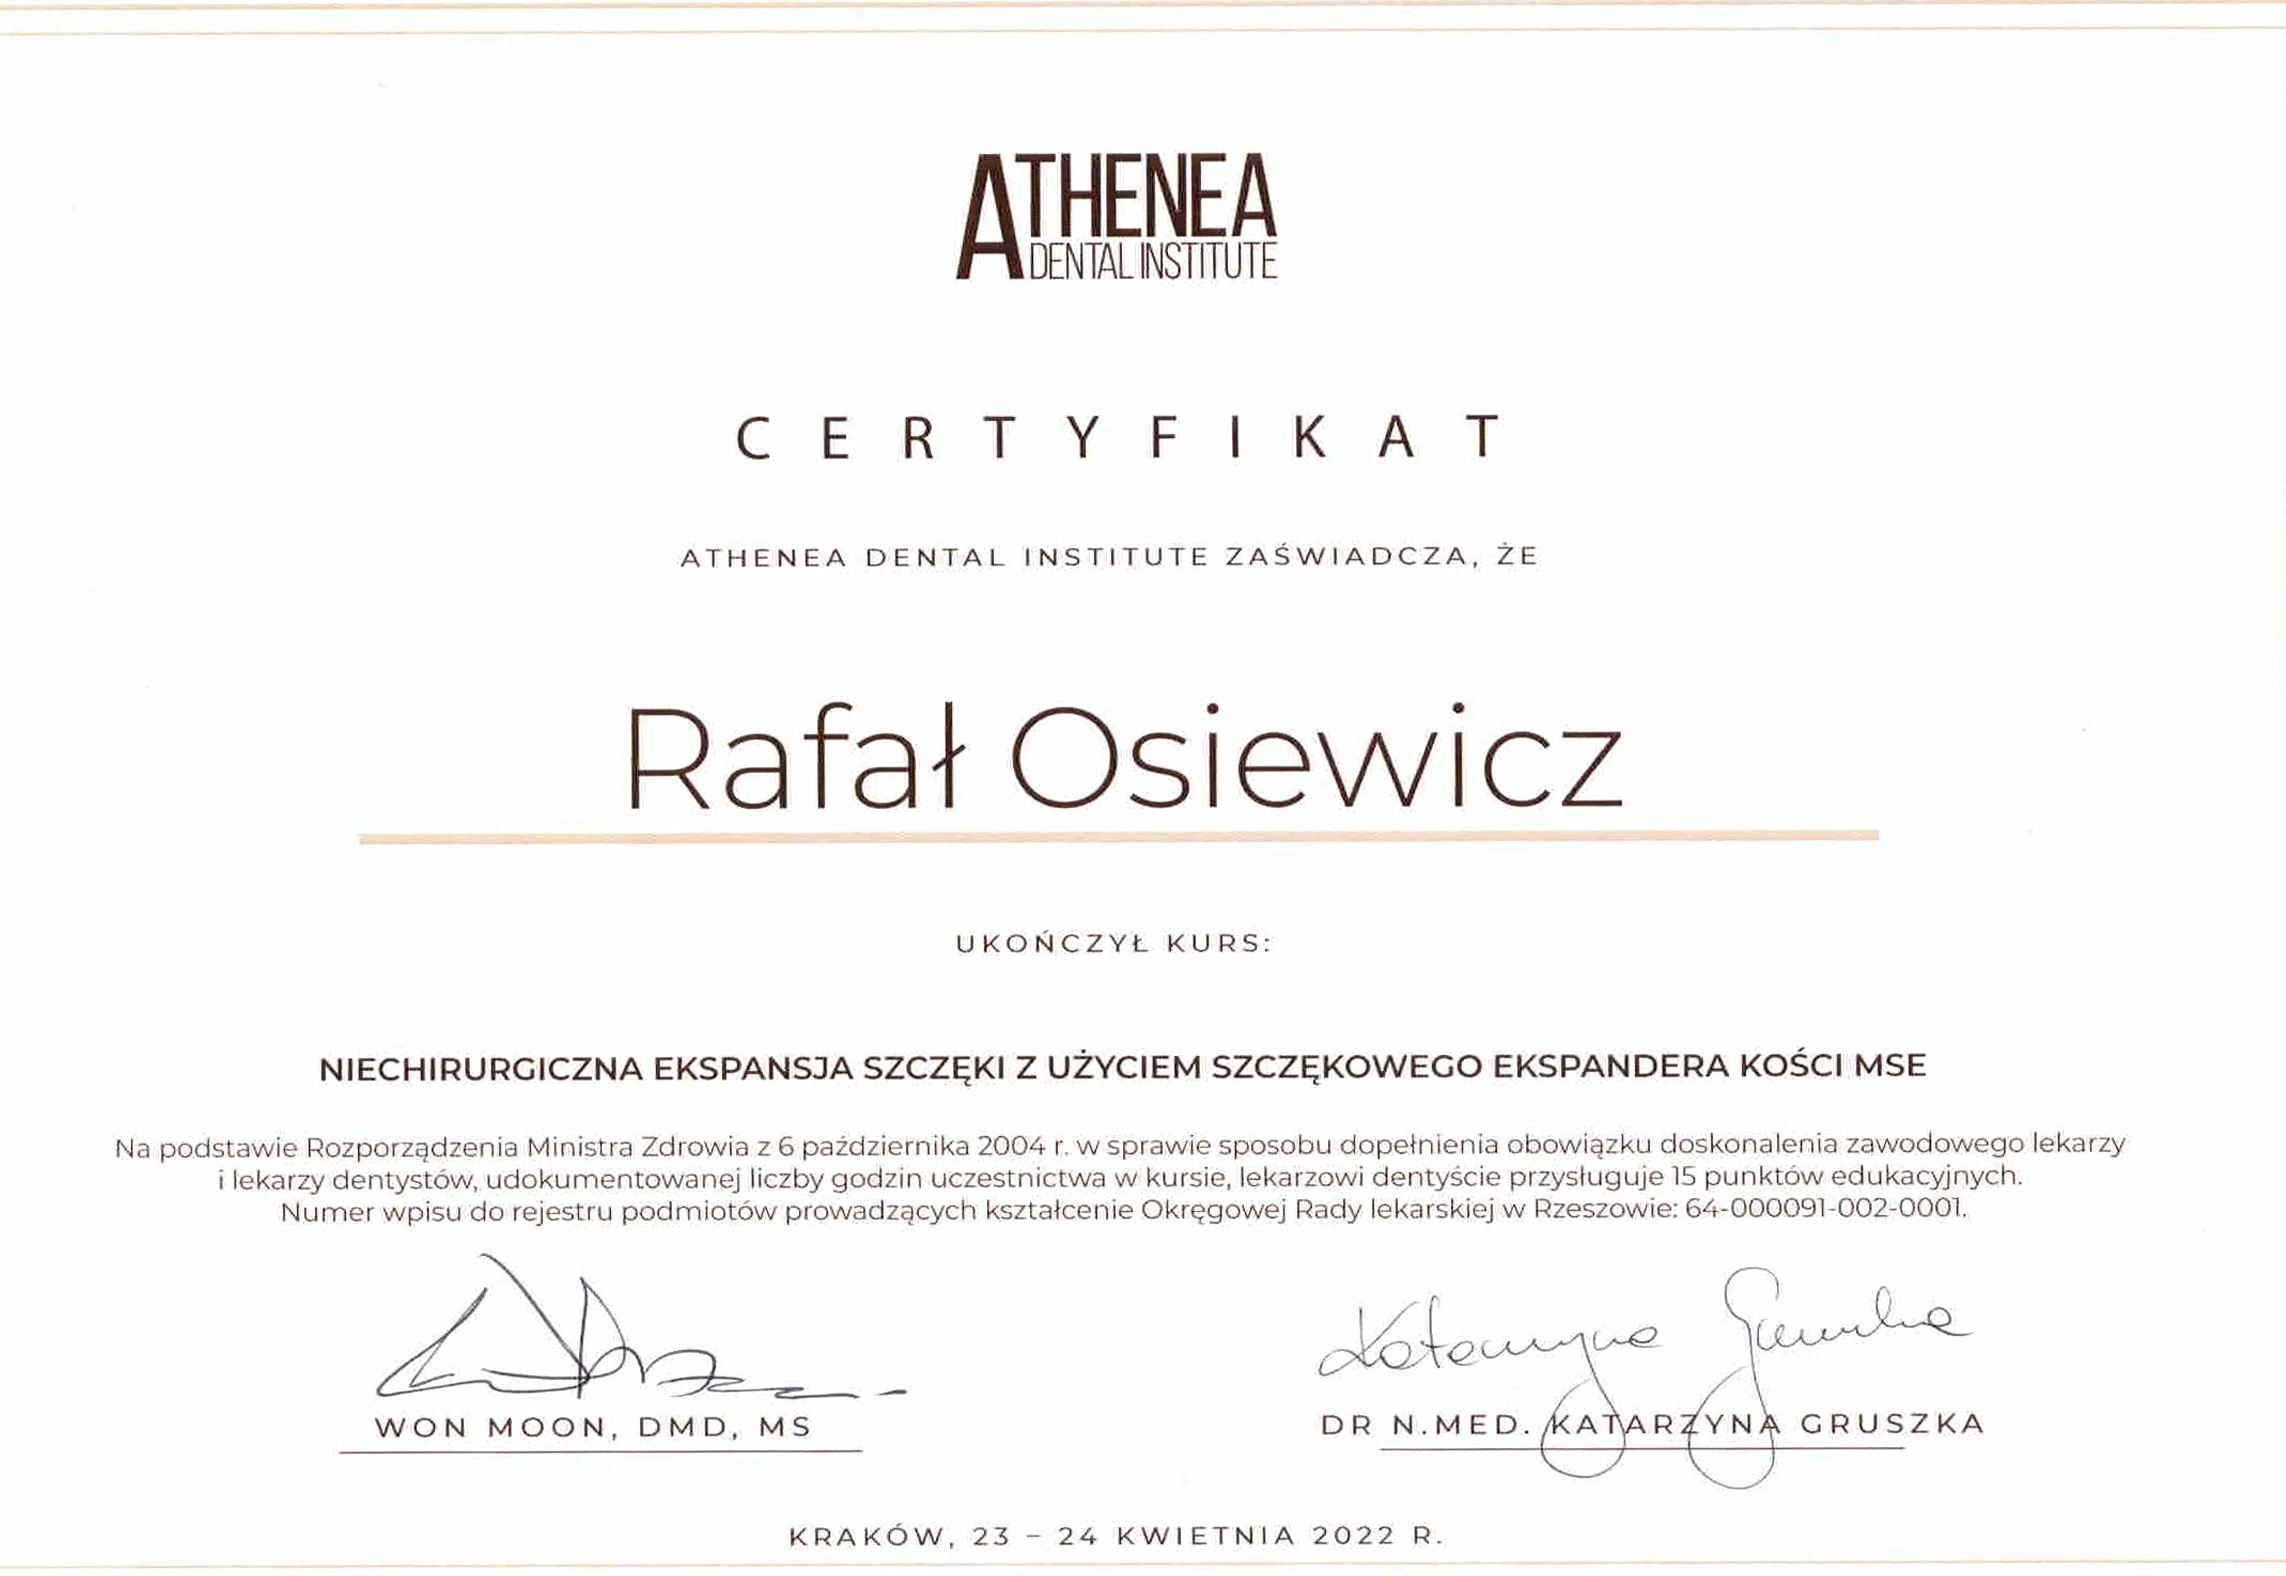 ATHENEA
DENTAL INSTITUTE
CERTYFIKAT
ATHENEA DENTAL INSTITUTE ZAŚWIADCZA, ŻE
Rafał Osiewicz
UKOŃCZYŁ KURS:
NIECHIRURGICZNA EKSPANSJA SZCZĘKI Z UŻYCIEM SZCZĘKOWEGO EKSPANDERA KOŚCI MSE
Na podstawie Rozporządzenia Ministra Zdrowia z 6 października 2004 r. w sprawie sposobu dopełnienia obowiązku doskonalenia zawodowego lekarzy
i lekarzy dentystów, udokumentowanej liczby godzin uczestnictwa w kursie, lekarzowi dentyście przysługuje 15 punktów edukacyjnych.
Numer wpisu do rejestru podmiotów prowadzących kształcenie Okręgowej Rady lekarskiej w Rzeszowie: 64-000091-002-0001.
Katarzyna Gruszka
WON MOON, DMD, MS
DR N.MED. KATARZYNA GRUSZKA
KRAKÓW, 23 – 24 KWIETNIA 2022 R.